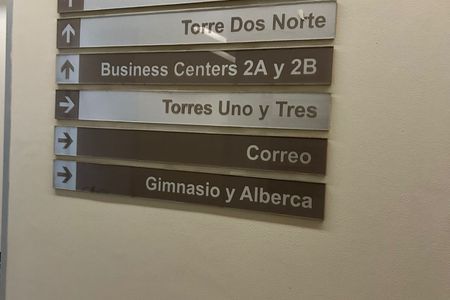 Torre Dos Norte
Business Centers 2A y 2B
Torres Uno y Tres
Correo
Gimnasio y Alberca